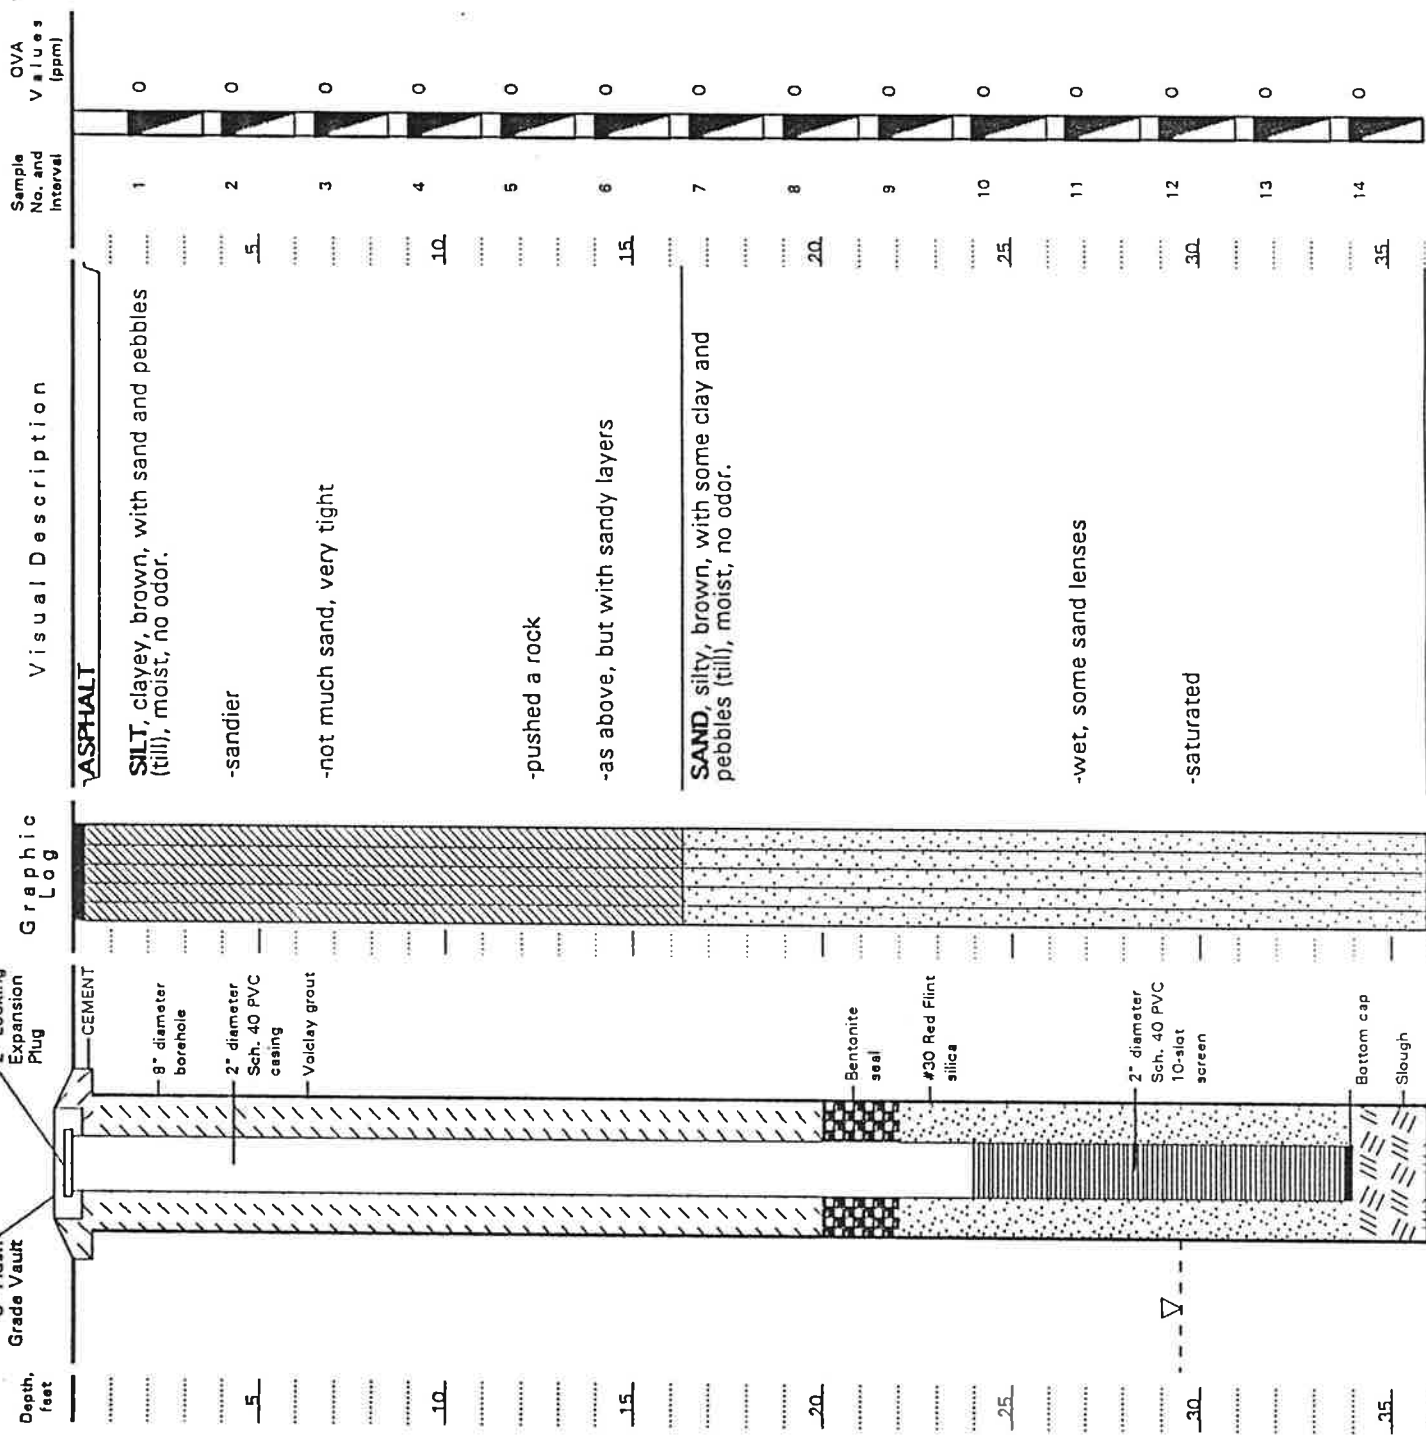 Depth,
feet
Grade Vault
Expansion
Plug
Graphic
Log
Visual Description
Sample
No. and
Interval
OVA
Values
(ppm)
CEMENT
8" diameter
borehole
2" diameter
Sch. 40 PVC
casing
Volclay grout
Bentonite
seal
#30 Red Flint
silica
2" diameter
Sch. 40 PVC
10-slot
screen
Bottom cap
Slough
ASPHALT
SILT, clayey, brown, with sand and pebbles
(till), moist, no odor.
-sandier
-not much sand, very tight
-pushed a rock
-as above, but with sandy layers
SAND, silty, brown, with some clay and
pebbles (till), moist, no odor.
-wet, some sand lenses
-saturated
5
10
15
20
25
30
35
5
10
15
20
25
30
35
1 0
2 0
3 0
4 0
5 0
6 0
7 0
8 0
9 0
10 0
11 0
12 0
13 0
14 0